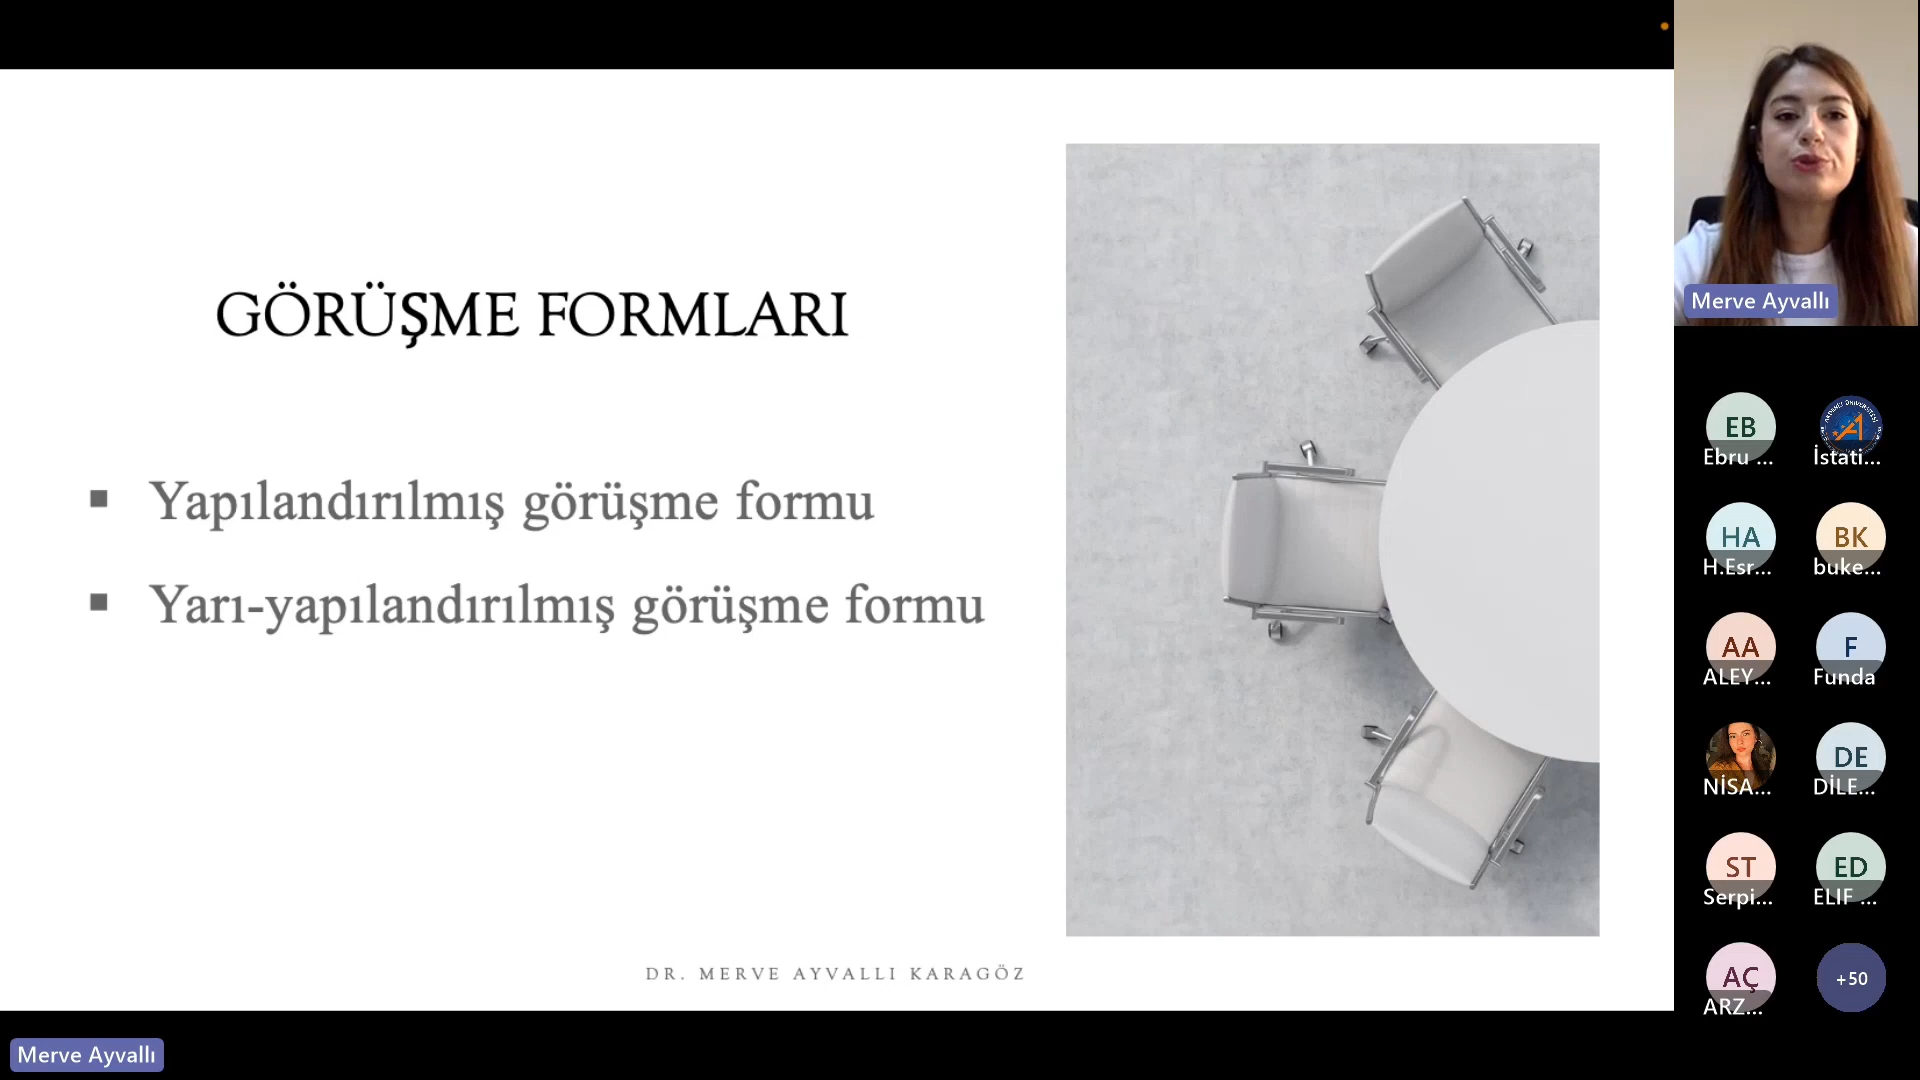 GÖRÜŞME FORMLARI
Yapılandırılmış görüşme formu
Yarı-yapılandırılmış görüşme formu
DR. MERVE AYVALLI KARAGÖZ
Merve Ayvallı
Merve Ayvallı
EB
Ebru ...
İstati...
HA
H.Esr...
BK
buke...
AA
ALEY...
F
Funda
NİSA...
DE
DİLE...
ST
Serpi...
ED
ELIF ...
AÇ
ARZ...
+50